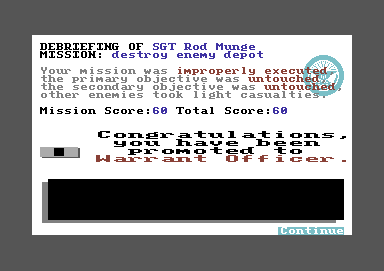 DEBRIEFING OF SGT Rod Munge
MISSION: destroy enemy depot
Your mission was improperly executed,
the primary objective was untouched,
the secondary objective was untouched,
other enemies took light casualties.
Mission Score:60 Total Score:60
Congratulations,
you have been
promoted to
Warrant Officer.
Continue